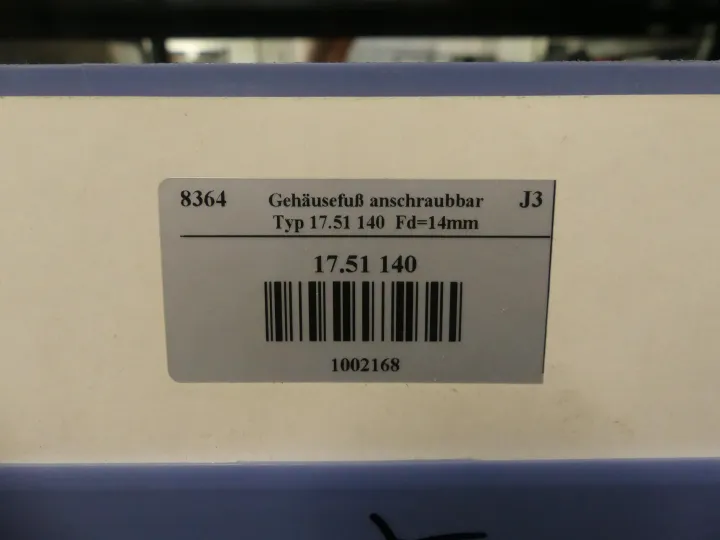 8364 Gehäusefuß anschraubbar J3
Typ 17.51 140 Fd=14mm
17.51 140
1002168